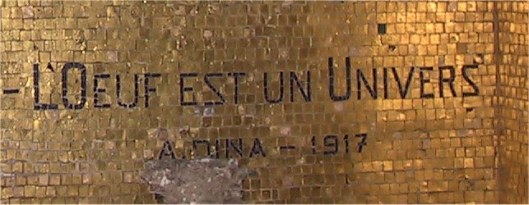 - L'OEUF EST UN UNIVERS
A. DINA - 1917